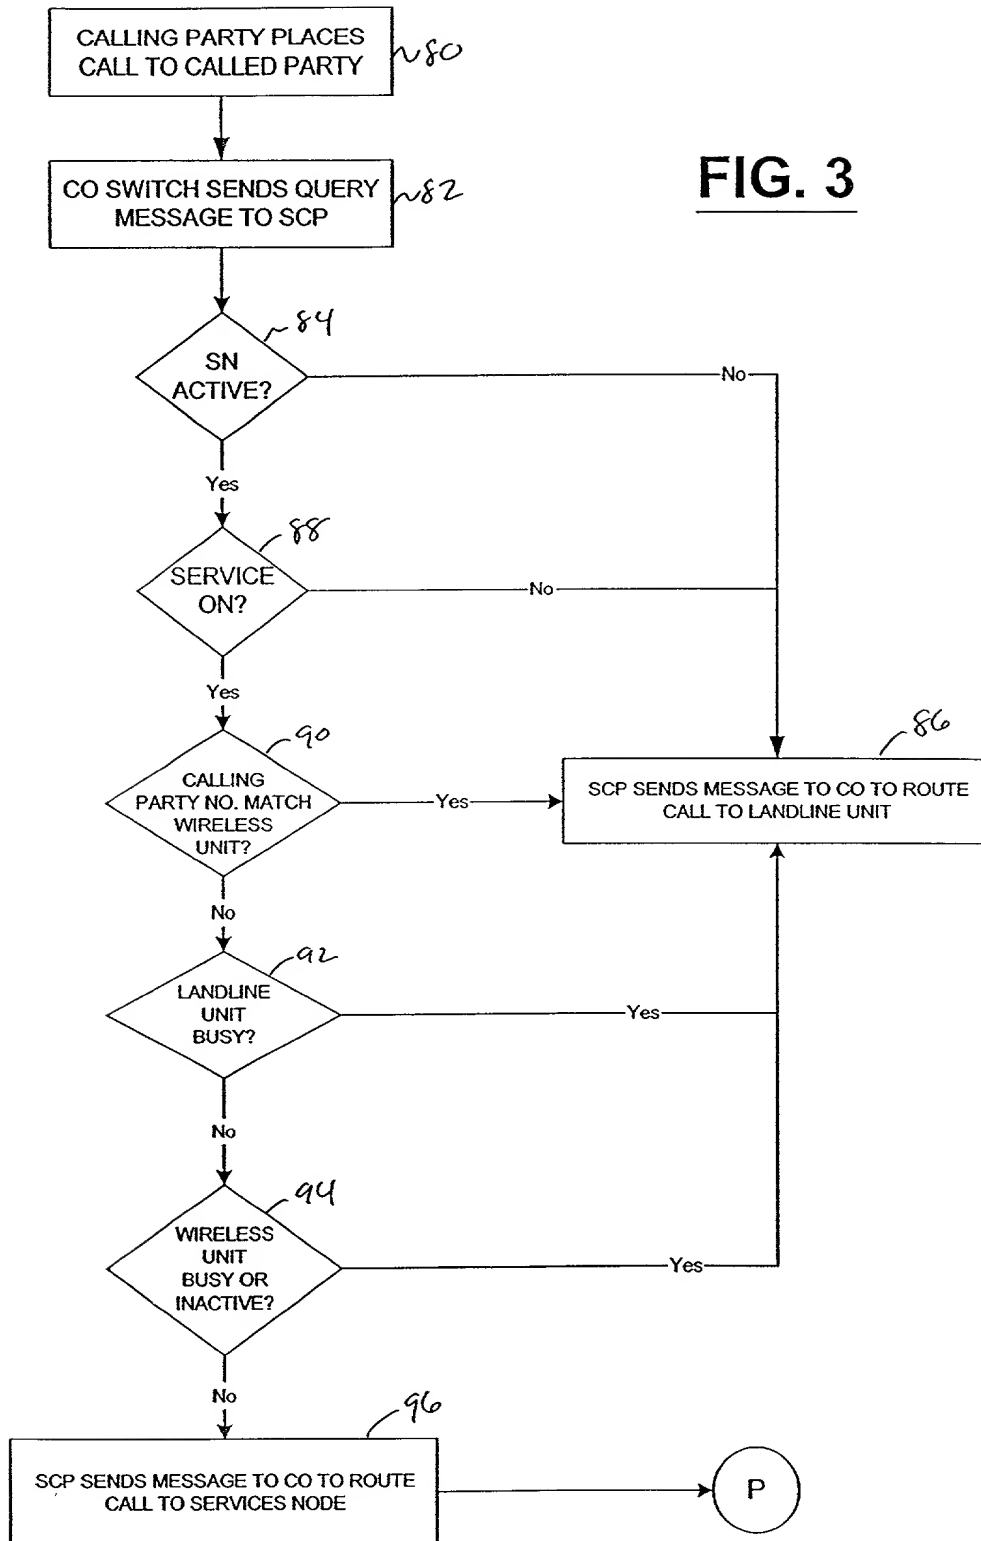 CALLING PARTY PLACES
CALL TO CALLED PARTY
80
FIG. 3
CO SWITCH SENDS QUERY
MESSAGE TO SCP
82
84
SN
ACTIVE?
No
Yes
88
SERVICE
ON?
No
Yes
90
CALLING
PARTY NO. MATCH
WIRELESS
UNIT?
Yes
86
SCP SENDS MESSAGE TO CO TO ROUTE
CALL TO LANDLINE UNIT
No
92
LANDLINE
UNIT
BUSY?
Yes
No
94
WIRELESS
UNIT
BUSY OR
INACTIVE?
Yes
No
96
SCP SENDS MESSAGE TO CO TO ROUTE
CALL TO SERVICES NODE
P